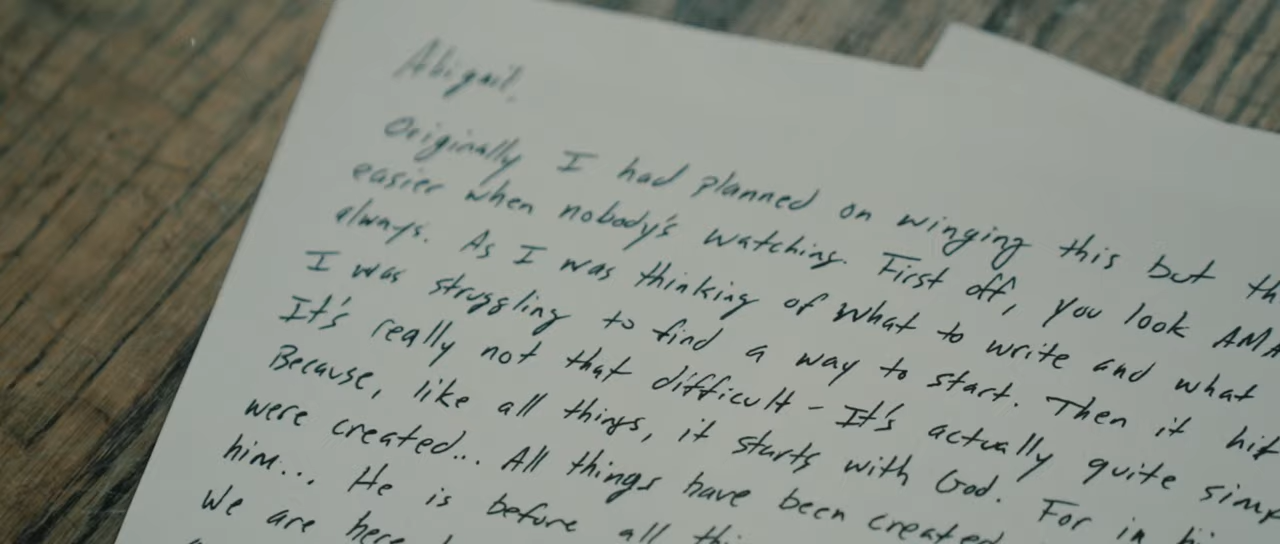 Abigail,
Originally I had planned on winging this but
easier when nobody's watching. First off, you look
always. As I was thinking of what to write and what
I was struggling to find a way to start. Then it hit
It's really not that difficult - It's actually quite
Because, like all things, it starts with God. For in
were created... All things have been created
him... He is before all
We are here